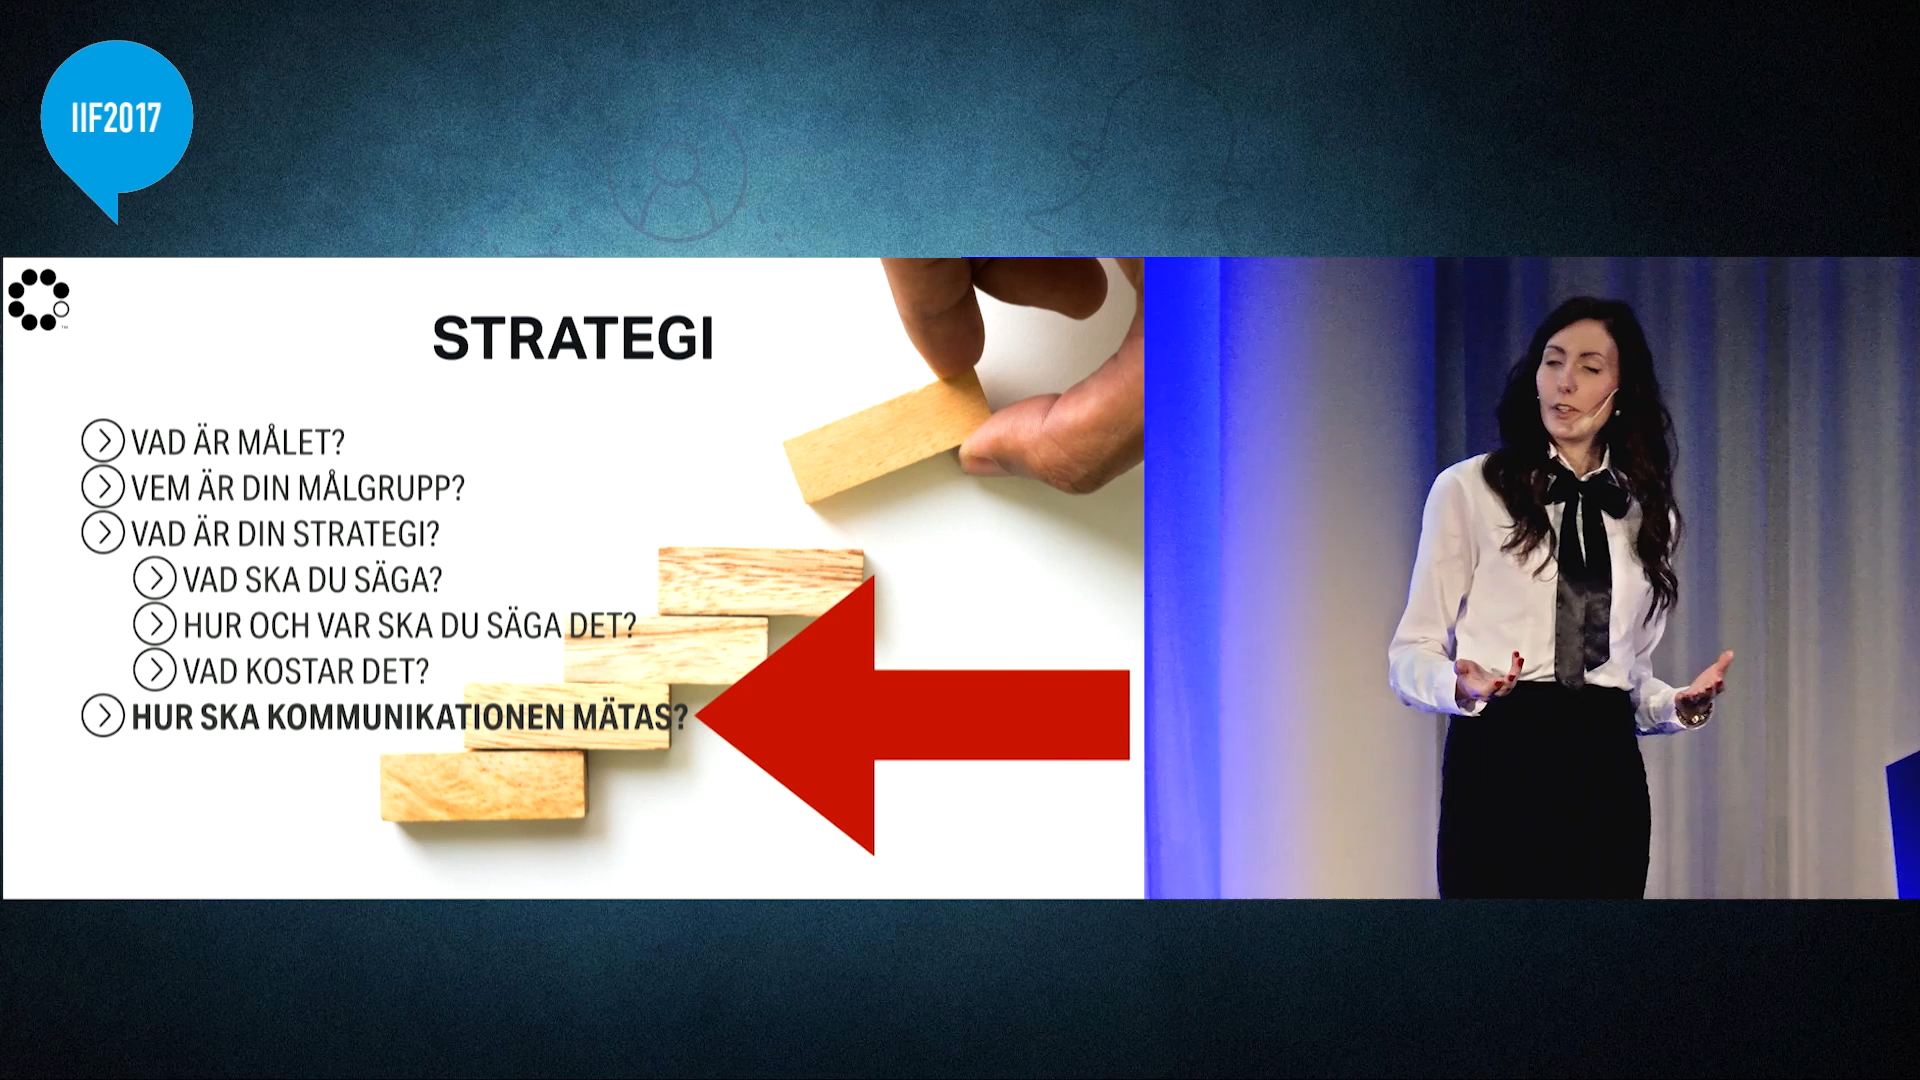 IIF2017
STRATEGI
VAD ÄR MÅLET?
VEM ÄR DIN MÅLGRUPP?
VAD ÄR DIN STRATEGI?
VAD SKA DU SÄGA?
HUR OCH VAR SKA DU SÄGA DET?
VAD KOSTAR DET?
HUR SKA KOMMUNIKATIONEN MÄTAS?